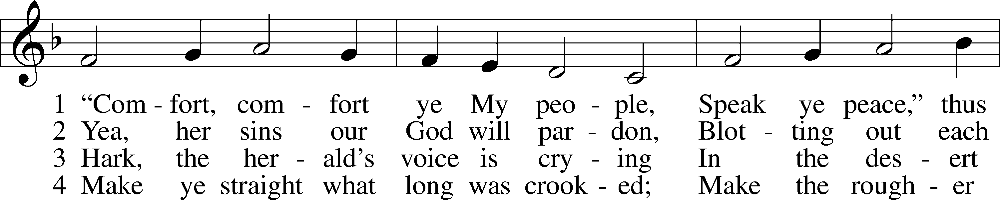 1 “Com - fort, com - fort ye My peo - ple, Speak ye peace,” thus
2 Yea, her sins our God will par - don, Blot - ting out each
3 Hark, the her - ald’s voice is cry - ing In the des - ert
4 Make ye straight what long was crook - ed; Make the rough - er